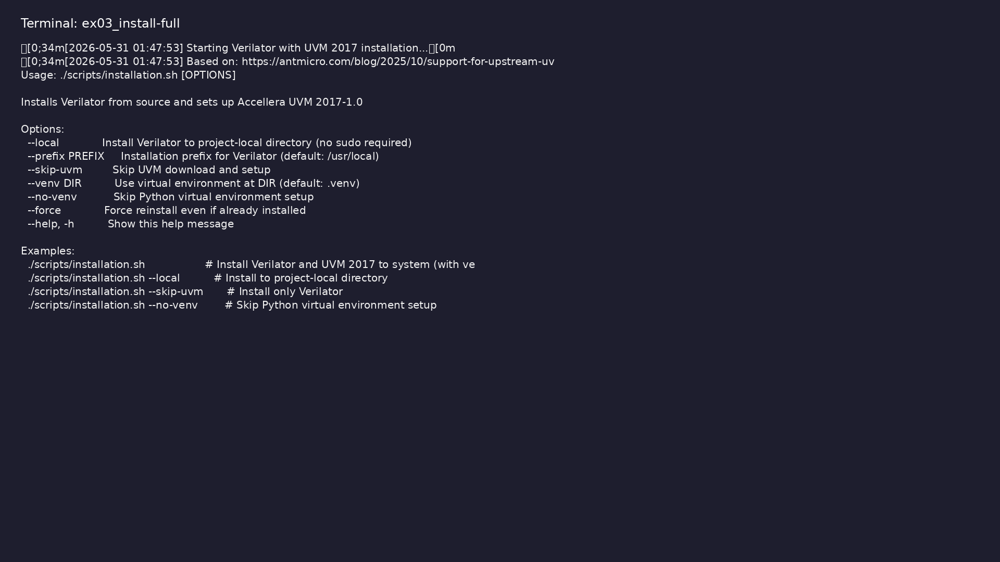 Terminal: ex03_install-full
[0;34m[2026-05-31 01:47:53] Starting Verilator with UVM 2017 installation...[0m
[0;34m[2026-05-31 01:47:53] Based on: https://antmicro.com/blog/2025/10/support-for-upstream-uv
Usage: ./scripts/installation.sh [OPTIONS]
Installs Verilator from source and sets up Accellera UVM 2017-1.0
Options:
--local Install Verilator to project-local directory (no sudo required)
--prefix PREFIX Installation prefix for Verilator (default: /usr/local)
--skip-uvm Skip UVM download and setup
--venv DIR Use virtual environment at DIR (default: .venv)
--no-venv Skip Python virtual environment setup
--force Force reinstall even if already installed
--help, -h Show this help message
Examples:
./scripts/installation.sh # Install Verilator and UVM 2017 to system (with ve
./scripts/installation.sh --local # Install to project-local directory
./scripts/installation.sh --skip-uvm # Install only Verilator
./scripts/installation.sh --no-venv # Skip Python virtual environment setup